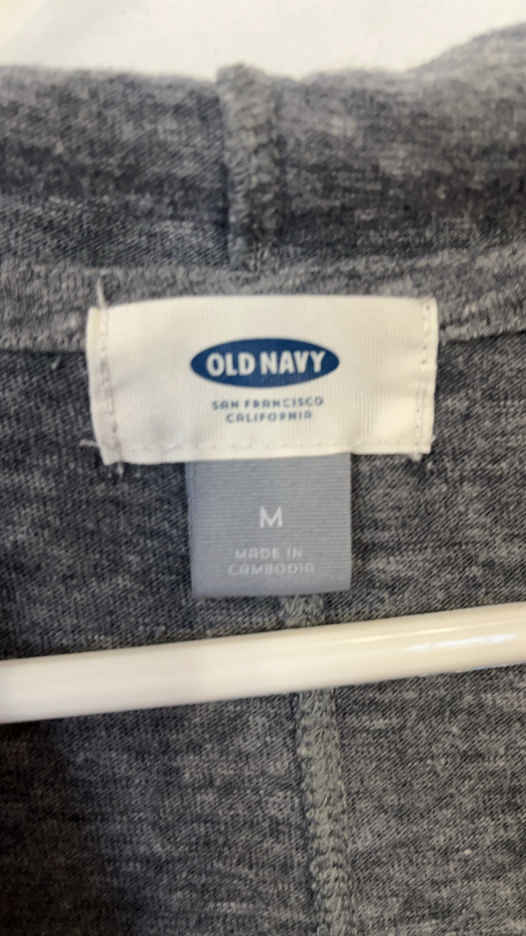 OLD NAVY
SAN FRANCISCO
CALIFORNIA
M
MADE IN
CAMBODIA